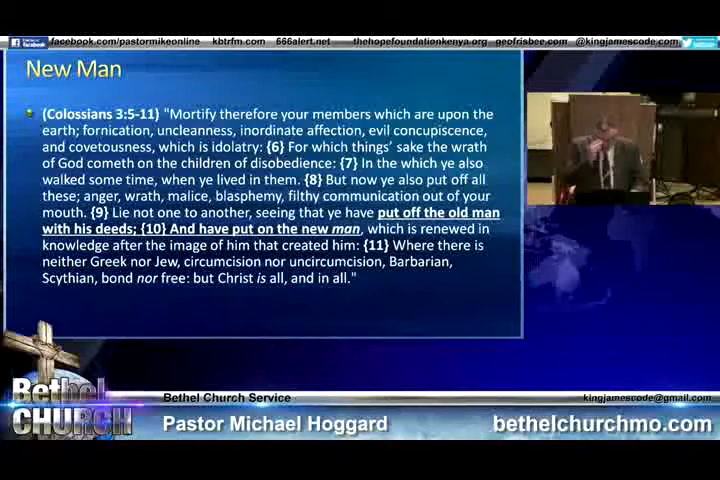 facebook.com/pastormikeonline kbtrfm.com 666alert.net thehopefoundationkenya.org geofrisbee.com @kingjamescode.com
New Man
(Colossians 3:5-11) "Mortify therefore your members which are upon the
earth; fornication, uncleanness, inordinate affection, evil concupiscence,
and covetousness, which is idolatry: {6} For which things' sake the wrath
of God cometh on the children of disobedience: {7} In the which ye also
walked some time, when ye lived in them. {8} But now ye also put off all
these; anger, wrath, malice, blasphemy, filthy communication out of your
mouth. {9} Lie not one to another, seeing that ye have put off the old man
with his deeds; {10} And have put on the new man, which is renewed in
knowledge after the image of him that created him: {11} Where there is
neither Greek nor Jew, circumcision nor uncircumcision, Barbarian,
Scythian, bond nor free: but Christ is all, and in all."
Bethel
CHURCH
Bethel Church Service kingjamescode@gmail.com
Pastor Michael Hoggard bethelchurchmo.com